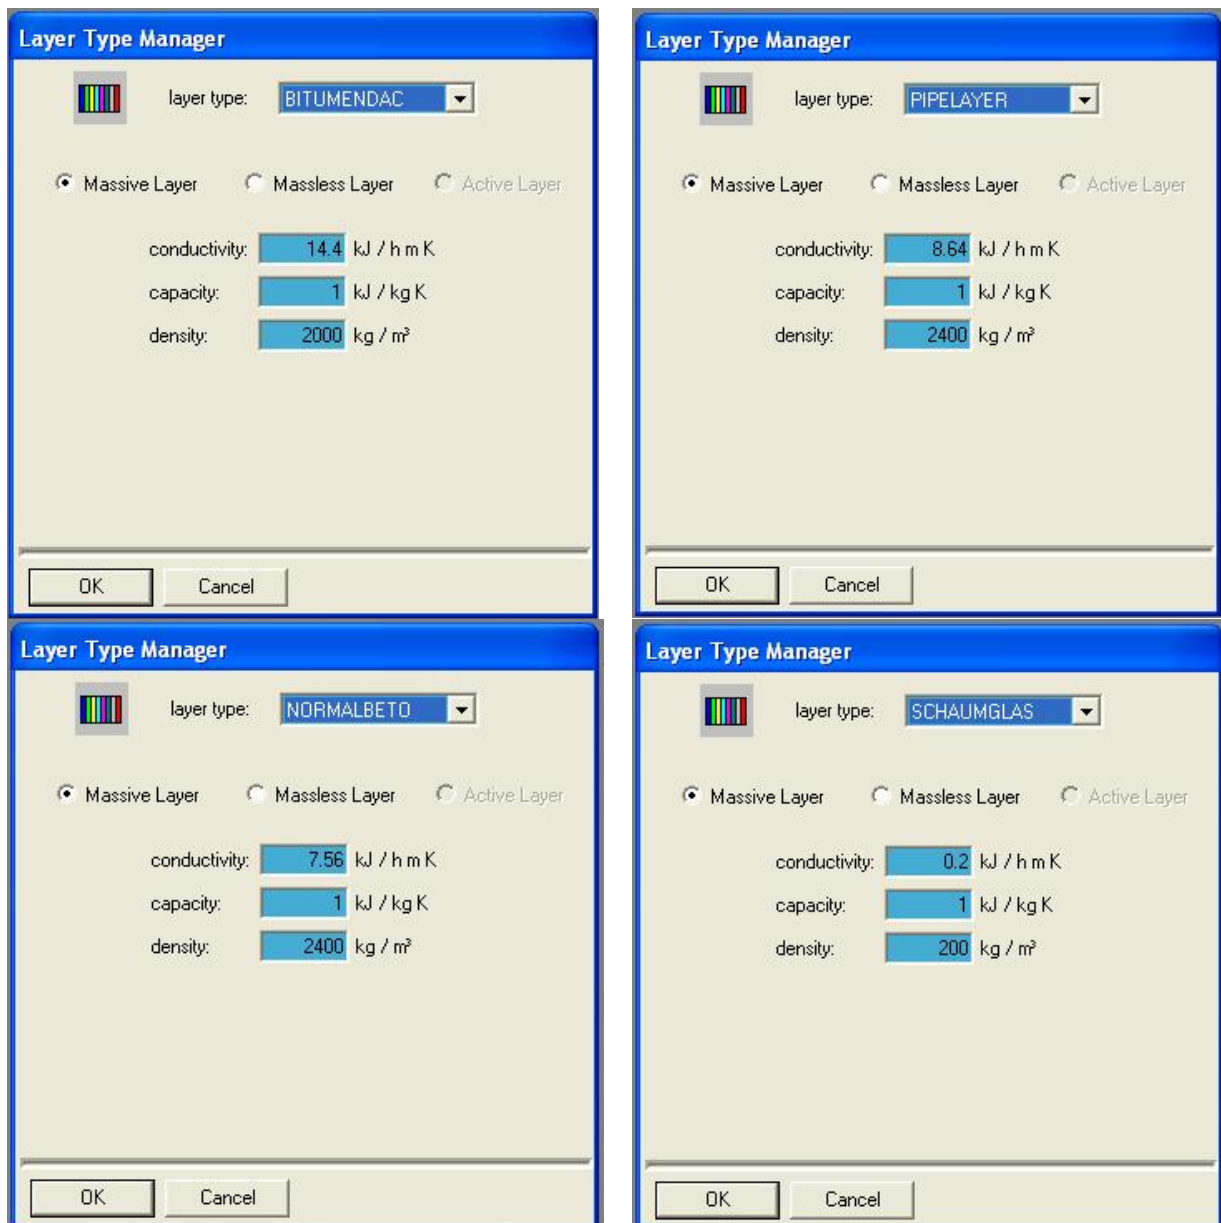 Layer Type Manager
layer type: BITUMENDAC
Massive Layer Massless Layer Active Layer
conductivity: 14.4 kJ / h m K
capacity: 1 kJ / kg K
density: 2000 kg / m³
OK Cancel
Layer Type Manager
layer type: PIPELAYER
Massive Layer Massless Layer Active Layer
conductivity: 8.64 kJ / h m K
capacity: 1 kJ / kg K
density: 2400 kg / m³
OK Cancel
Layer Type Manager
layer type: NORMALBETO
Massive Layer Massless Layer Active Layer
conductivity: 7.56 kJ / h m K
capacity: 1 kJ / kg K
density: 2400 kg / m³
OK Cancel
Layer Type Manager
layer type: SCHAUMGLAS
Massive Layer Massless Layer Active Layer
conductivity: 0.2 kJ / h m K
capacity: 1 kJ / kg K
density: 200 kg / m³
OK Cancel